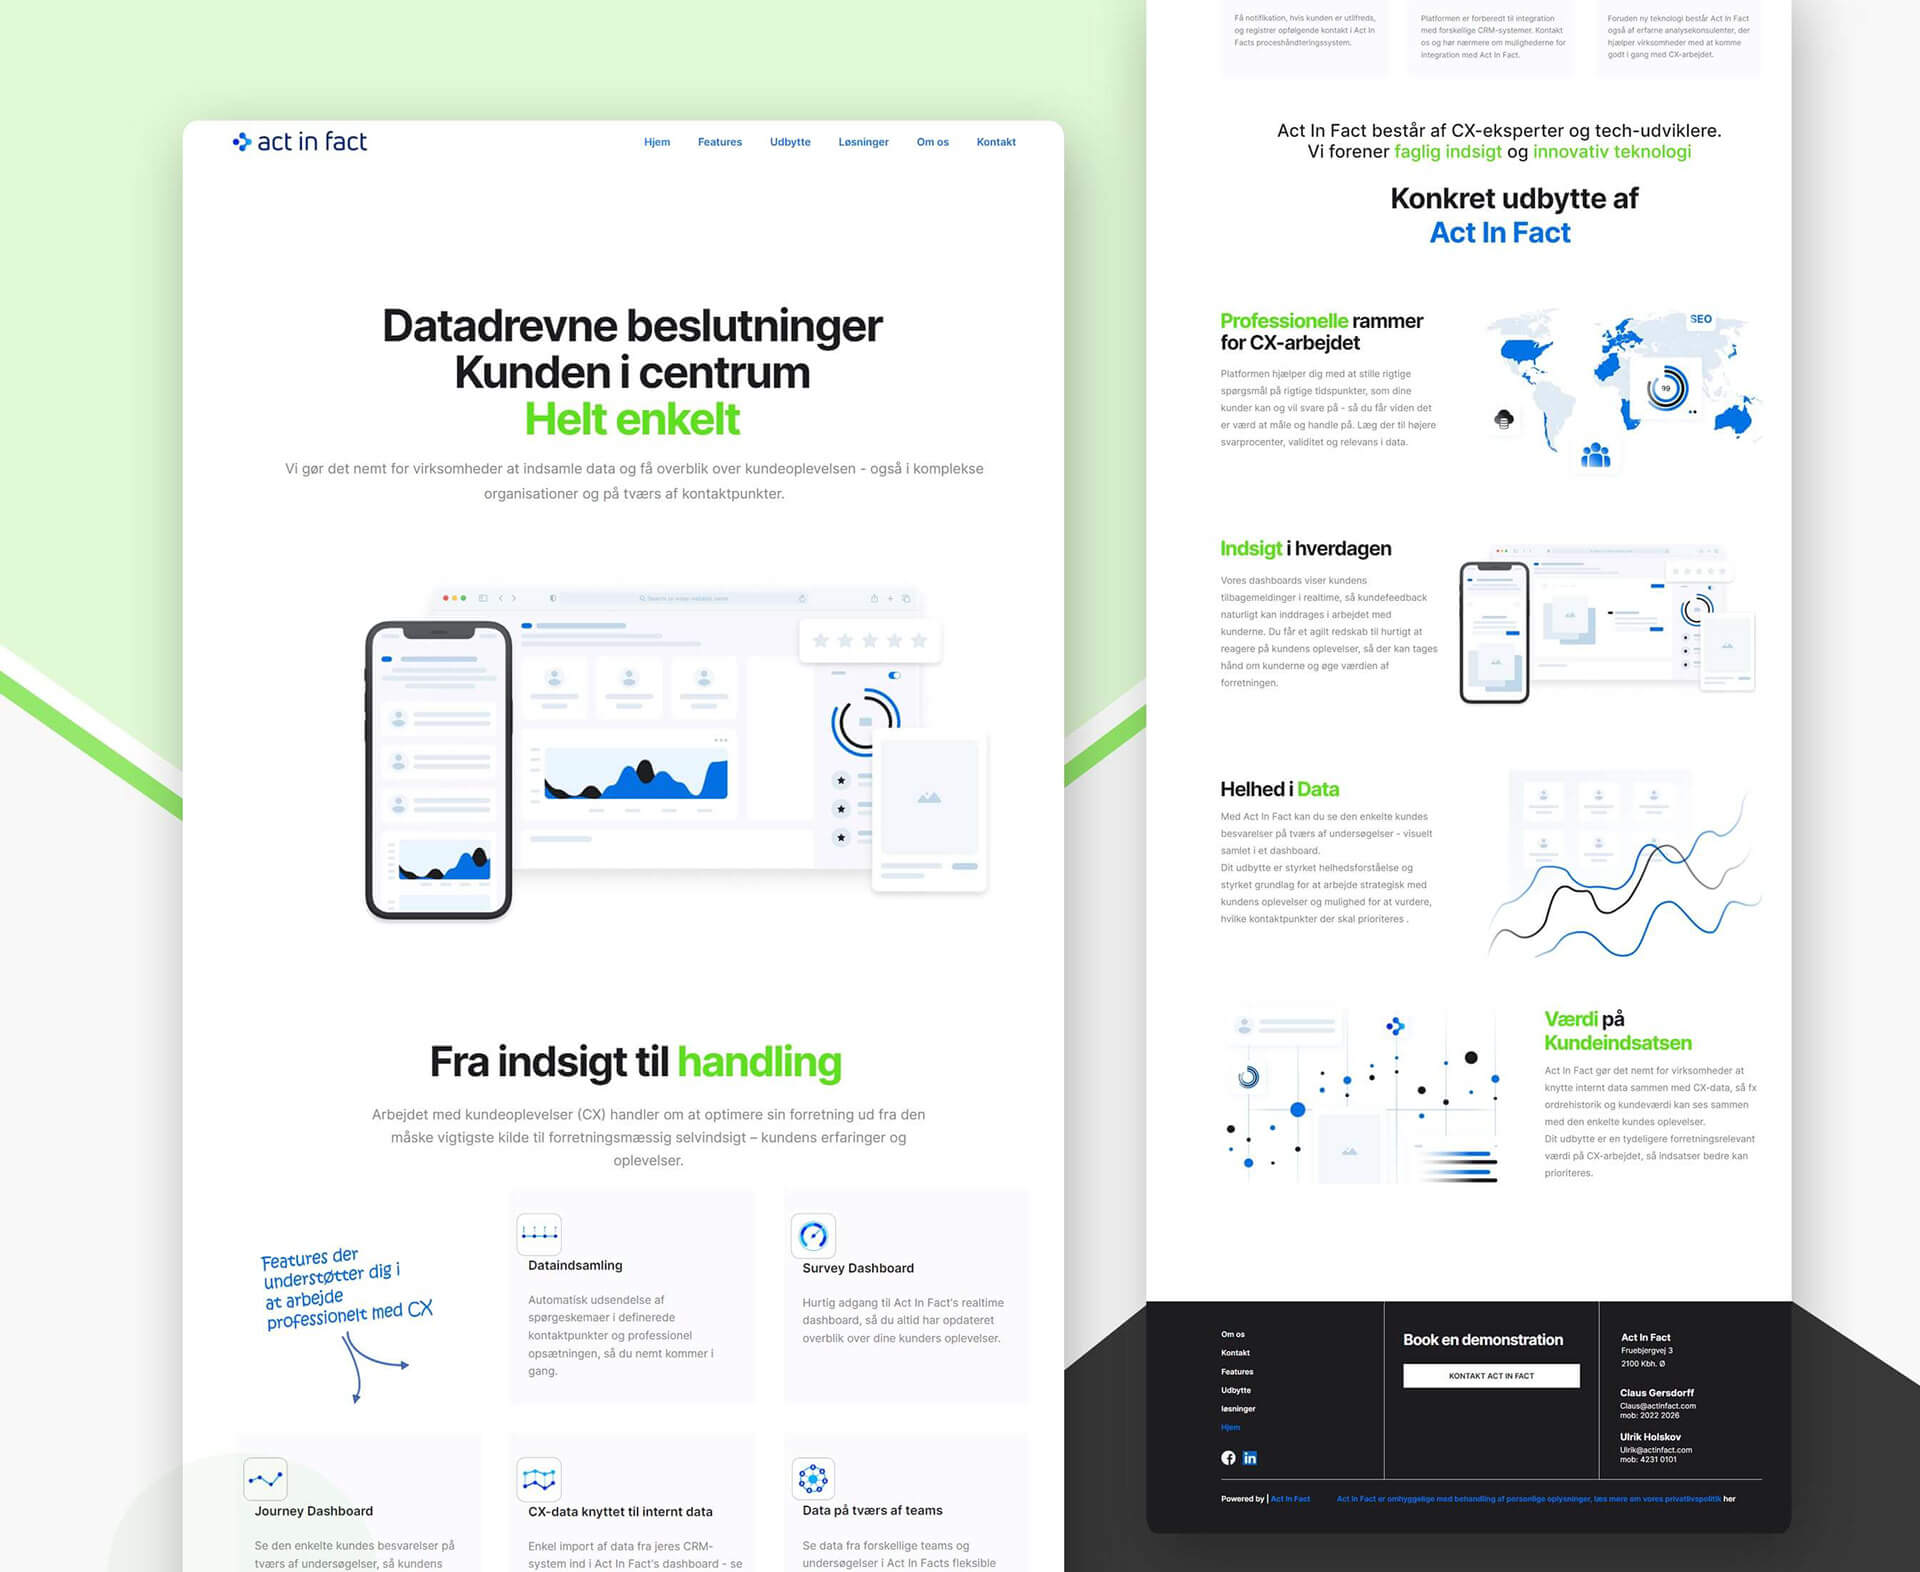 act in fact
Hjem Features Udbytte Løsninger Om os Kontakt
Datadrevne beslutninger
Kunden i centrum
Helt enkelt
Vi gør det nemt for virksomheder at indsamle data og få overblik over kundeoplevelsen - også i komplekse
organisationer og på tværs af kontaktpunkter.
Fra indsigt til handling
Arbejdet med kundeoplevelser (CX) handler om at optimere sin forretning ud fra den
måske vigtigste kilde til forretningsmæssig selvindsigt – kundens erfaringer og
oplevelser.
Features der
understøtter dig i
at arbejde
professionelt med CX
Dataindsamling
Automatisk udsendelse af
spørgeskemaer i definerede
kontaktpunkter og professionel
opsætningen, så du nemt kommer i
gang.
Survey Dashboard
Hurtig adgang til Act In Fact's realtime
dashboard, så du altid har opdateret
overblik over dine kunders oplevelser.
Journey Dashboard
Se den enkelte kundes besvarelser på
tværs af undersøgelser, så kundens
CX-data knyttet til internt data
Enkel import af data fra jeres CRM-
system ind i Act In Fact's dashboard - se
Data på tværs af teams
Se data fra forskellige teams og
undersøgelser i Act In Facts fleksible
Få notifikation, hvis kunden er utilfreds,
og registrer opfølgende kontakt i Act In
Facts proceshåndteringssystem.
Platformen er forberedt til integration
med forskellige CRM-systemer. Kontakt
os og hør nærmere om mulighederne for
integration med Act In Fact.
Foruden ny teknologi består Act In Fact
også af erfarne analysekonsulenter, der
hjælper virksomheder med at komme
godt i gang med CX-arbejdet.
Act In Fact består af CX-eksperter og tech-udviklere.
Vi forener faglig indsigt og innovativ teknologi
Konkret udbytte af
Act In Fact
Professionelle rammer
for CX-arbejdet
Platformen hjælper dig med at stille rigtige
spørgsmål på rigtige tidspunkter, som dine
kunder kan og vil svare på - så du får viden det
er værd at måle og handle på. Læg der til højere
svarprocenter, validitet og relevans i data.
SEO
99
Indsigt i hverdagen
Vores dashboards viser kundens
tilbagemeldinger i realtime, så kundefeedback
naturligt kan inddrages i arbejdet med
kunderne. Du får et agilt redskab til hurtigt at
reagere på kundens oplevelser, så der kan tages
hånd om kunderne og øge værdien af
forretningen.
Helhed i Data
Med Act In Fact kan du se den enkelte kundes
besvarelser på tværs af undersøgelser - visuelt
samlet i et dashboard.
Dit udbytte er styrket helhedsforståelse og
styrket grundlag for at arbejde strategisk med
kundens oplevelser og mulighed for at vurdere,
hvilke kontaktpunkter der skal prioriteres .
Værdi på
Kundeindsatsen
Act In Fact gør det nemt for virksomheder at
knytte internt data sammen med CX-data, så fx
ordrehistorik og kundeværdi kan ses sammen
med den enkelte kundes oplevelser.
Dit udbytte er en tydeligere forretningsrelevant
værdi på CX-arbejdet, så indsatser bedre kan
prioriteres.
Om os
Kontakt
Features
Udbytte
løsninger
Hjem
Book en demonstration
KONTAKT ACT IN FACT
Act In Fact
Fruebjergvej 3
2100 Kbh. Ø
Claus Gersdorff
Claus@actinfact.com
mob: 2022 2026
Ulrik Holskov
Ulrik@actinfact.com
mob: 4231 0101
Powered by | Act In Fact
Act in Fact er omhyggelige med behandling af personlige oplysninger, læs mere om vores privatlivspolitik her